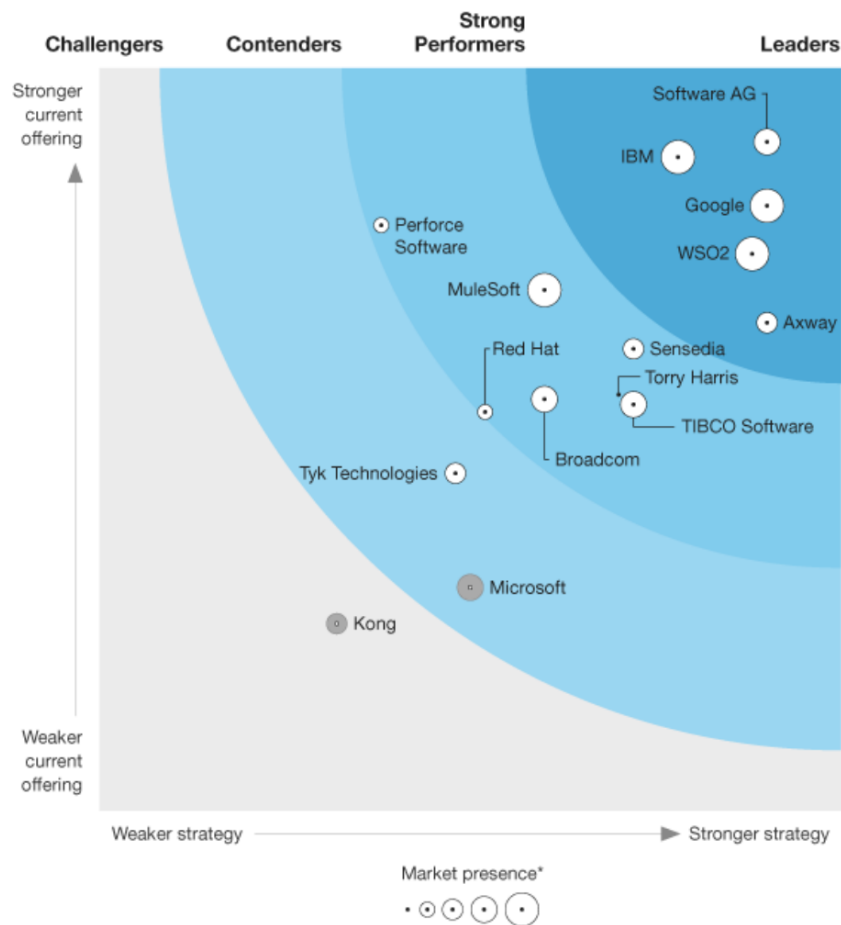 Challengers
Contenders
Strong
Performers
Leaders
Stronger
current
offering
Software AG
IBM
Google
Perforce
Software
WSO2
MuleSoft
Axway
Red Hat
Sensedia
Torry Harris
TIBCO Software
Broadcom
Tyk Technologies
Microsoft
Kong
Weaker
current
offering
Weaker strategy
Stronger strategy
Market presence*